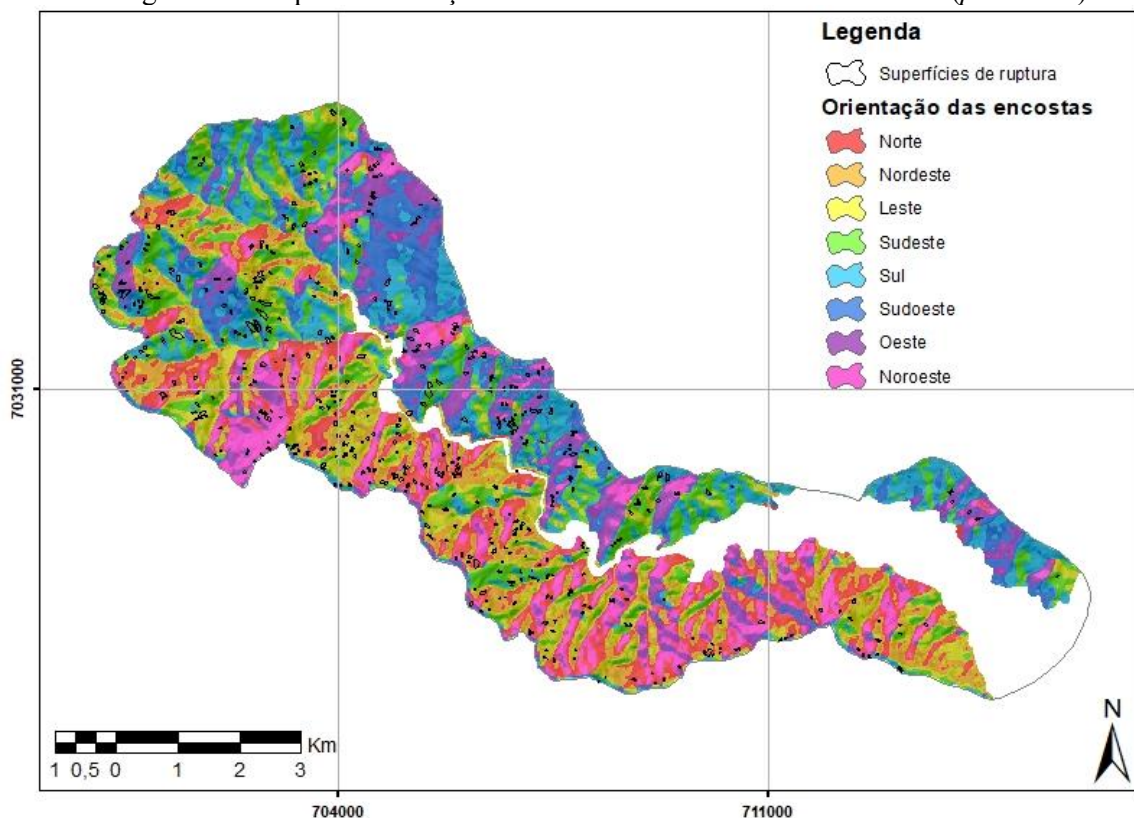 Legenda
Superfícies de ruptura
Orientação das encostas
Norte
Nordeste
Leste
Sudeste
Sul
Sudoeste
Oeste
Noroeste
7031000
N
Km
1 0,5 0 1 2 3
704000 711000